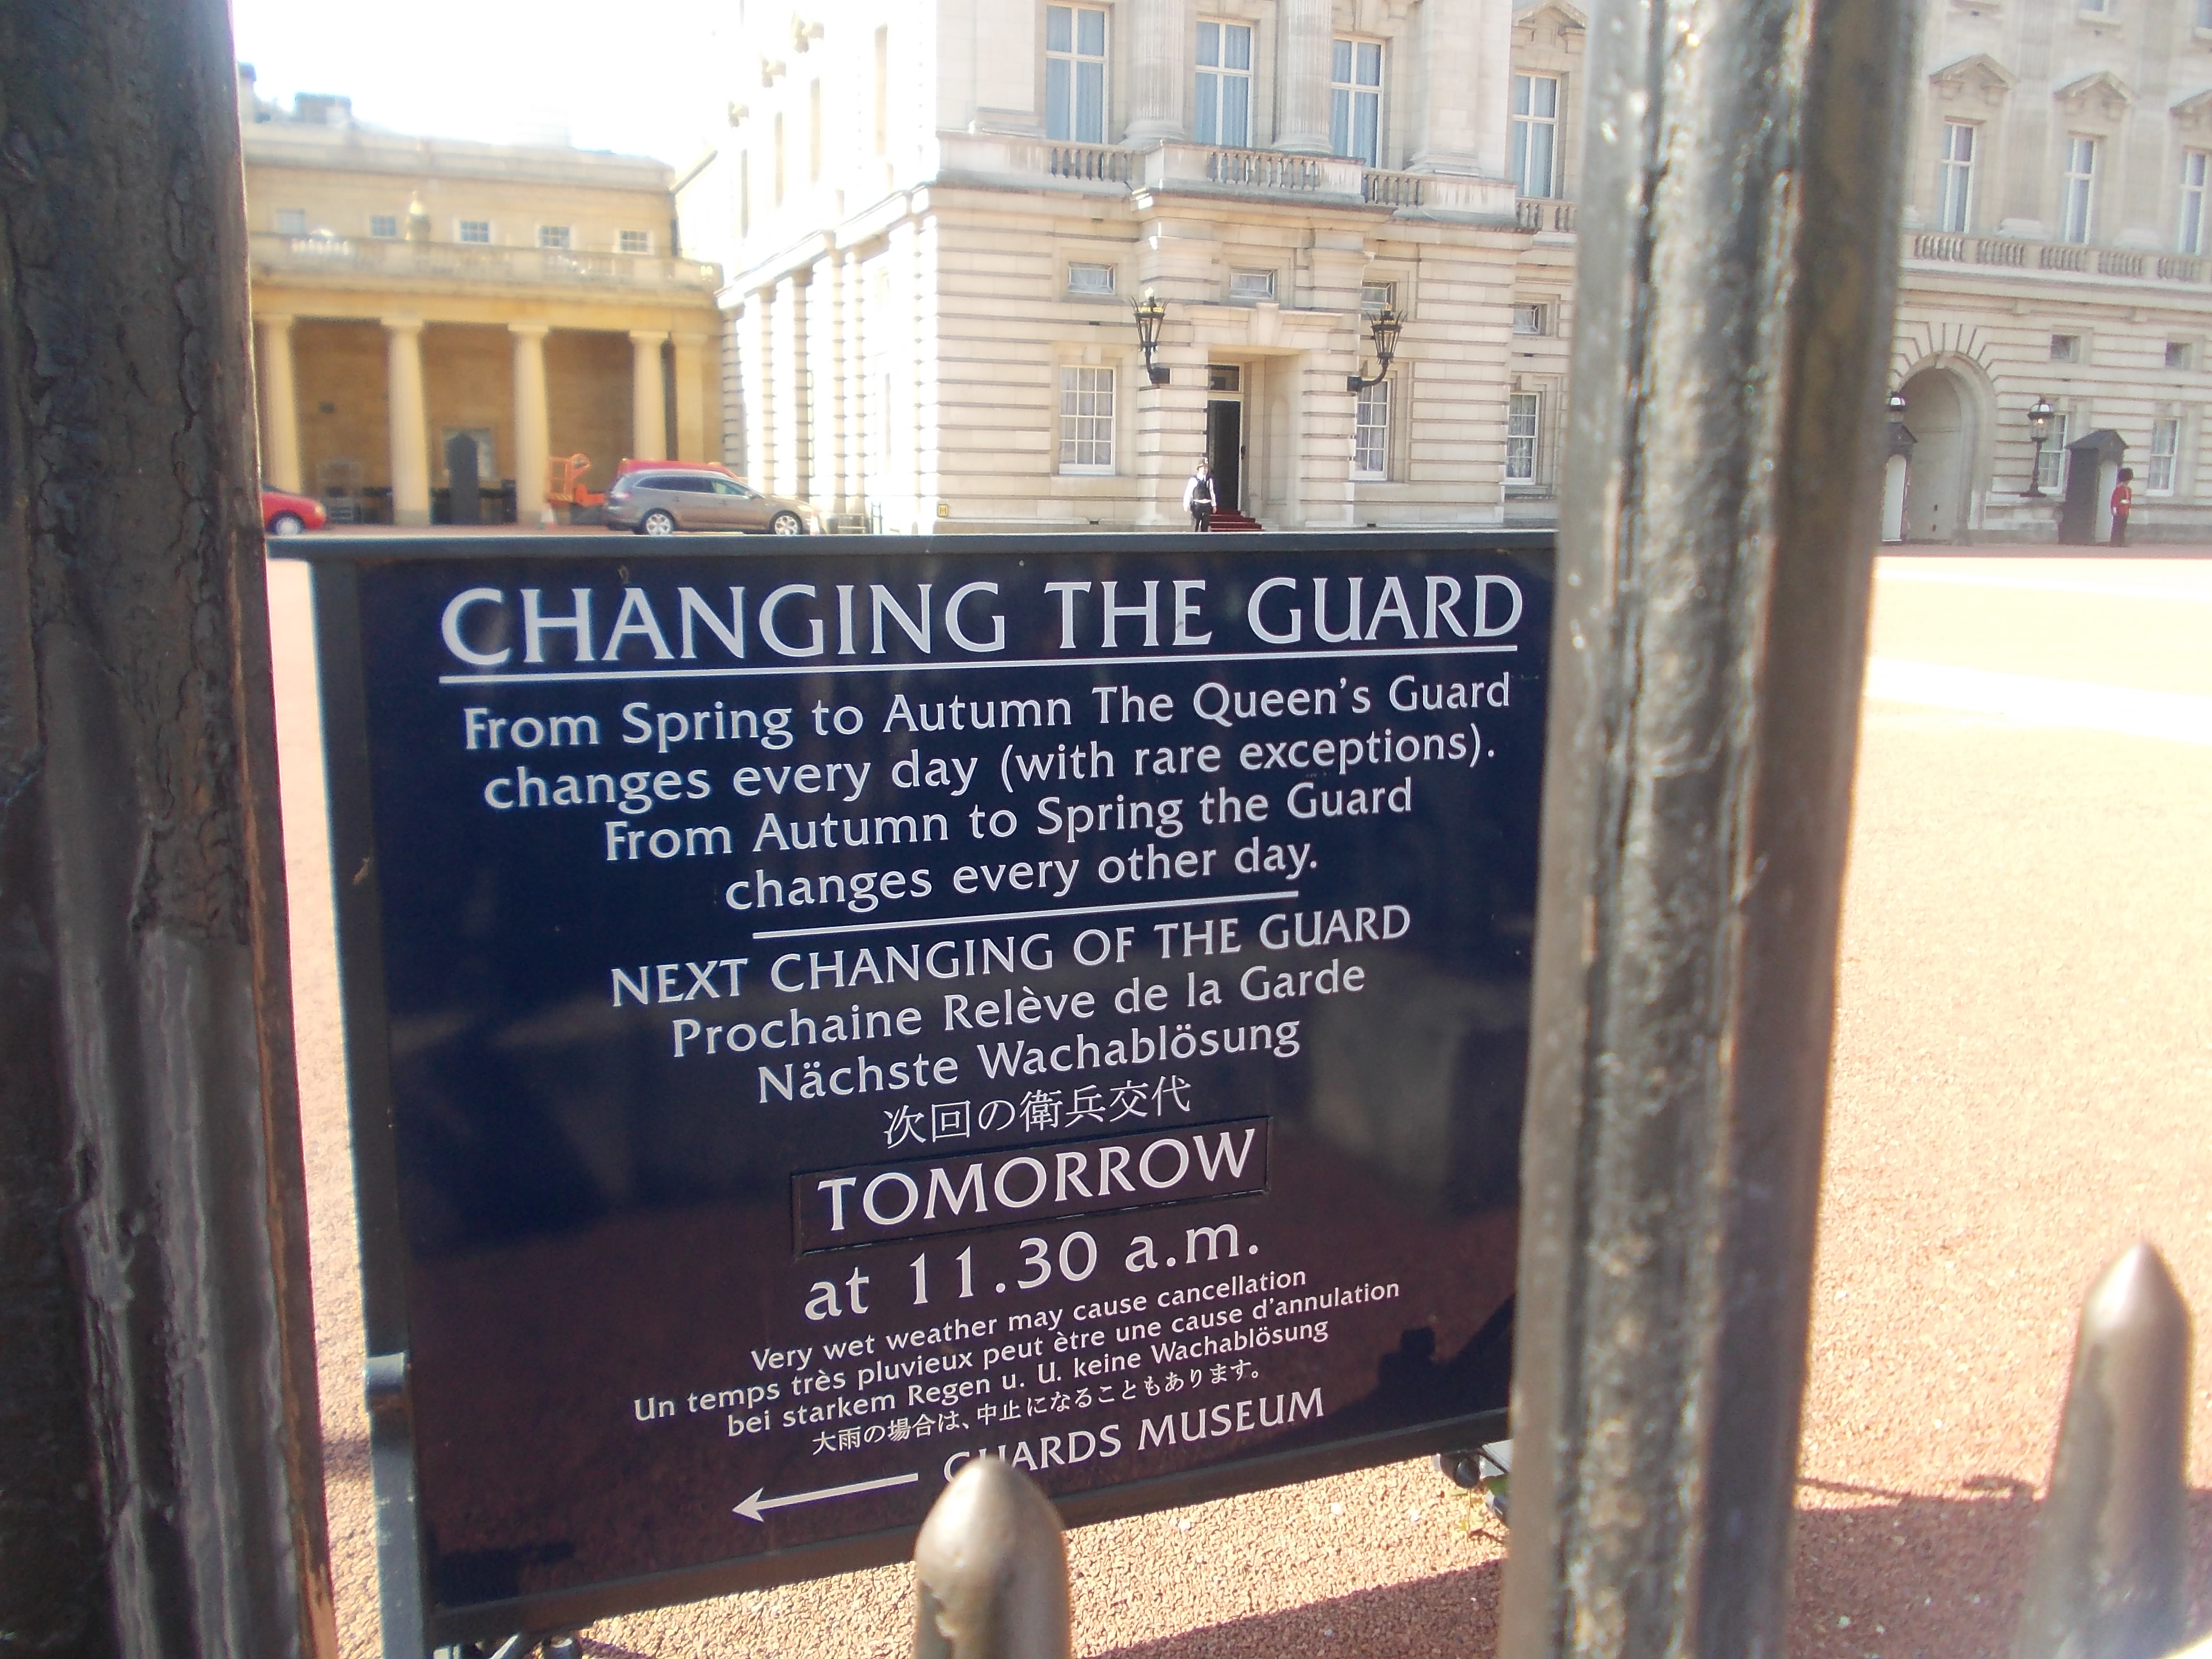 CHANGING THE GUARD
From Spring to Autumn The Queen's Guard
changes every day (with rare exceptions).
From Autumn to Spring the Guard
changes every other day.
NEXT CHANGING OF THE GUARD
Prochaine Relève de la Garde
Nächste Wachablösung
次回の衛兵交代
TOMORROW
at 11.30 a.m.
Very wet weather may cause cancellation
Un temps très pluvieux peut ètre une cause d'annulation
bei starkem Regen u. U. keine Wachablösung
大雨の場合は、中止になることもあります。
GUARDS MUSEUM